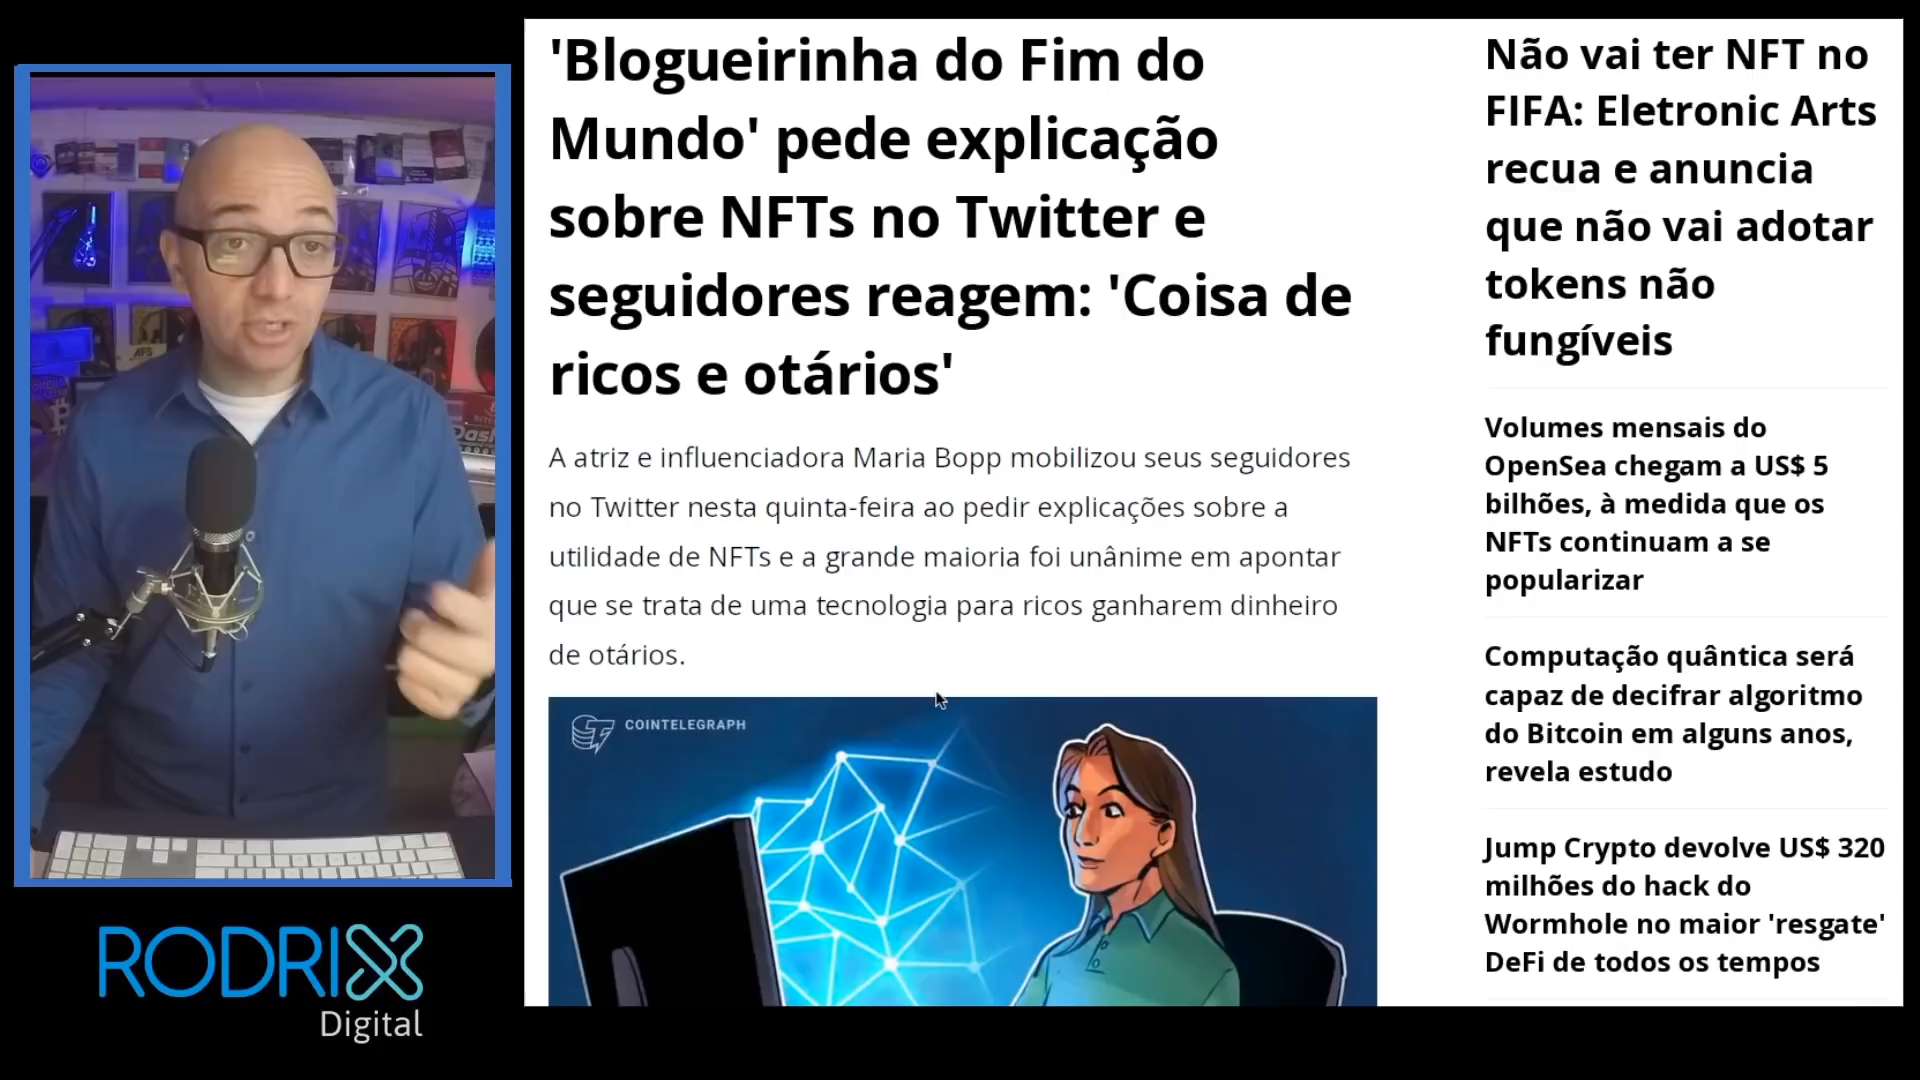 'Blogueirinha do Fim do
Mundo' pede explicação
sobre NFTs no Twitter e
seguidores reagem: 'Coisa de
ricos e otários'
A atriz e influenciadora Maria Bopp mobilizou seus seguidores
no Twitter nesta quinta-feira ao pedir explicações sobre a
utilidade de NFTs e a grande maioria foi unânime em apontar
que se trata de uma tecnologia para ricos ganharem dinheiro
de otários.
COINTELEGRAPH
Não vai ter NFT no
FIFA: Eletronic Arts
recua e anuncia
que não vai adotar
tokens não
fungíveis
Volumes mensais do
OpenSea chegam a US$ 5
bilhões, à medida que os
NFTs continuam a se
popularizar
Computação quântica será
capaz de decifrar algoritmo
do Bitcoin em alguns anos,
revela estudo
Jump Crypto devolve US$ 320
milhões do hack do
Wormhole no maior 'resgate'
DeFi de todos os tempos
Dash
RODRIX
Digital